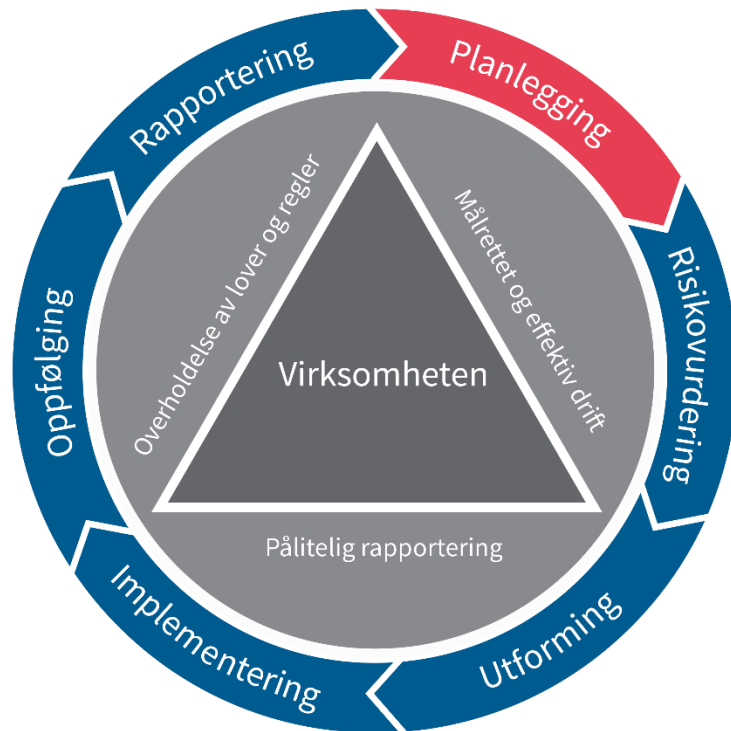 Planlegging
Risikovurdering
Utforming
Implementering
Oppfølging
Rapportering
Overholdelse av lover og regler
Målrettet og effektiv drift
Pålitelig rapportering
Virksomheten